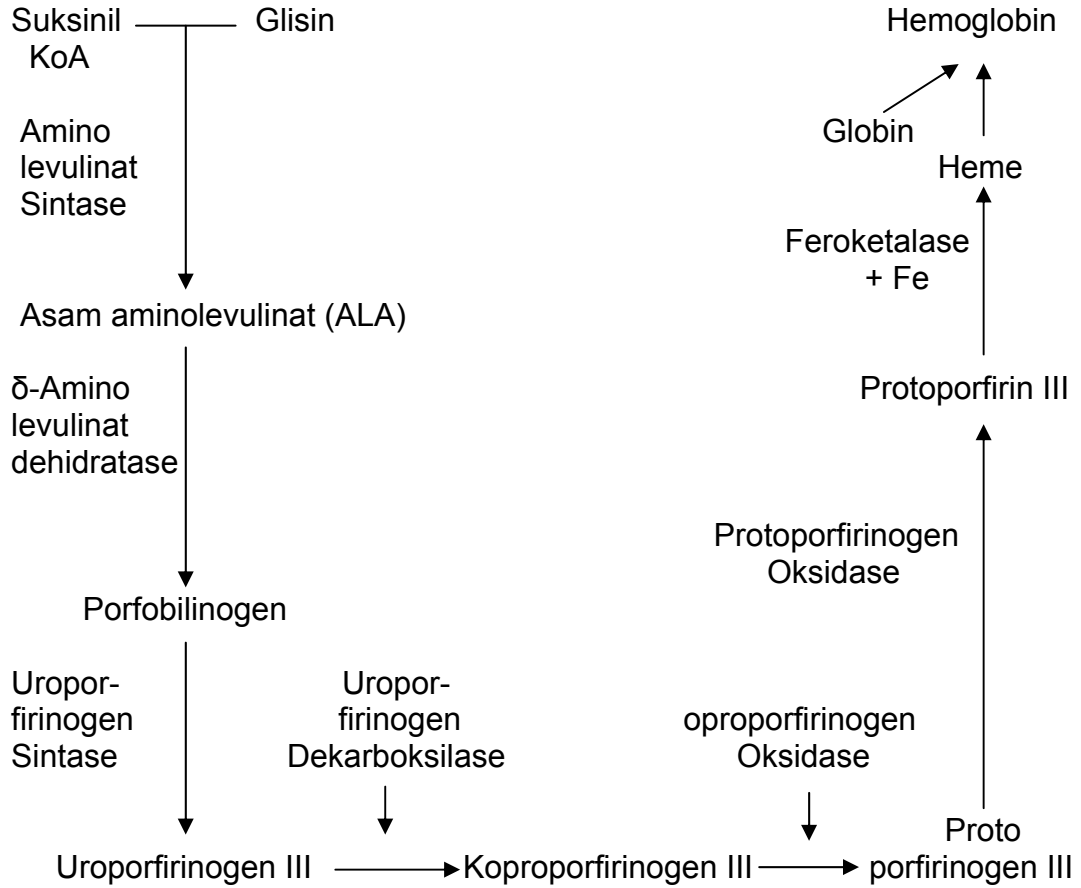 Suksinil
KoA
Glisin
Amino
levulinat
Sintase
Asam aminolevulinat (ALA)
δ-Amino
levulinat
dehidratase
Porfobilinogen
Uropor-
firinogen
Sintase
Uropor-
firinogen
Dekarboksilase
Uroporfirinogen III
Koproporfirinogen III
oproporfirinogen
Oksidase
Proto
porfirinogen III
Protoporfirinogen
Oksidase
Protoporfirin III
Feroketalase
+ Fe
Heme
Globin
Hemoglobin